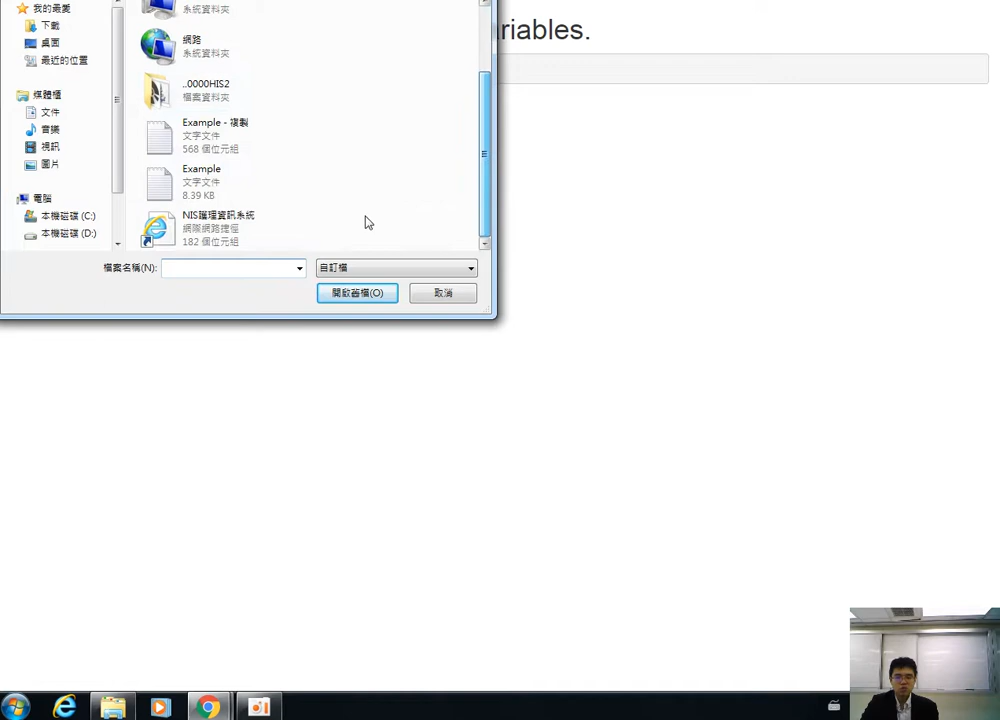 我的最愛
下載
桌面
最近的位置
媒體櫃
文件
音樂
視訊
圖片
電腦
本機磁碟 (C:)
本機磁碟 (D:)
系統資料夾
網路
系統資料夾
..0000HIS2
檔案資料夾
Example - 複製
文字文件
568 個位元組
Example
文字文件
8.39 KB
NIS護理資訊系統
網際網路捷徑
182 個位元組
檔案名稱(N):
自訂檔
開啟舊檔(O)
取消
riables.